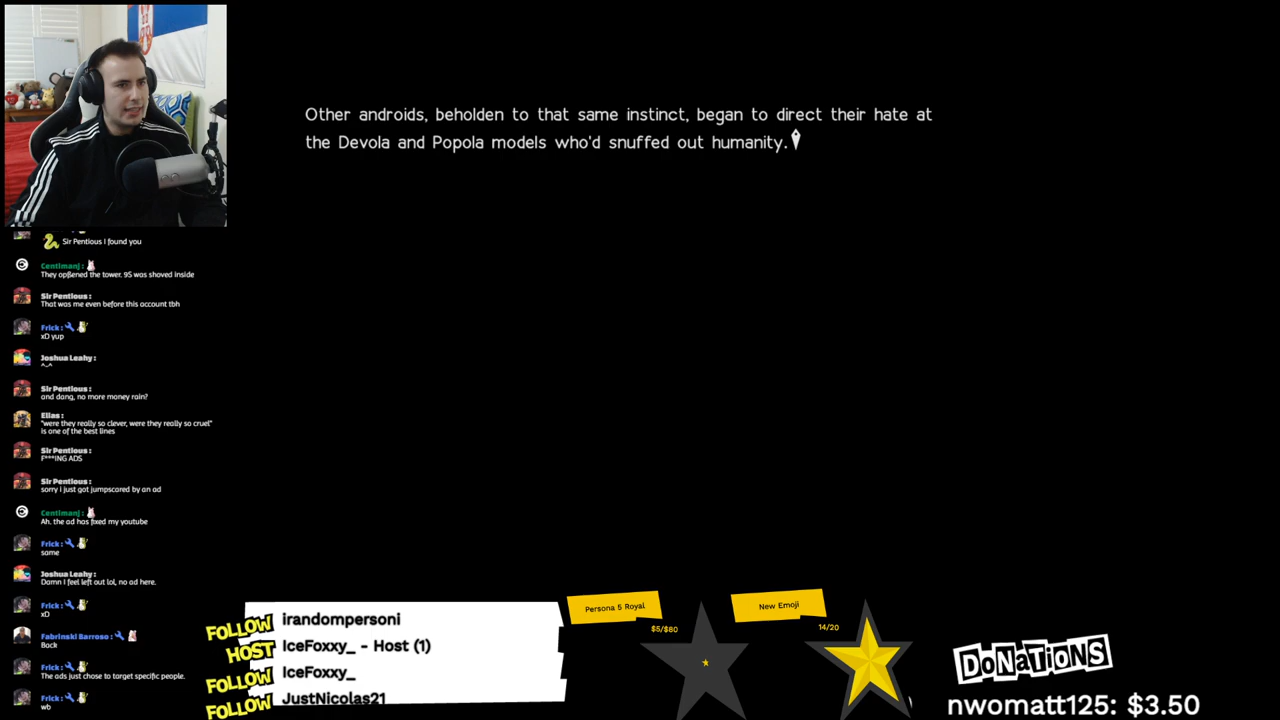 Other androids, beholden to that same instinct, began to direct their hate at
the Devola and Popola models who'd snuffed out humanity.
Sir Pentious I found you
Centimanj :
They opßened the tower. 9S was shoved inside
Sir Pentious :
That was me even before this account tbh
Frick :
xD yup
Joshua Leahy :
^-^
Sir Pentious :
and dang, no more money rain?
Elias :
"were they really so clever, were they really so cruel"
is one of the best lines
Sir Pentious :
F***ING ADS
Sir Pentious :
sorry i just got jumpscared by an ad
Centimanj :
Ah. the ad has fixed my youtube
Frick :
same
Joshua Leahy :
Damn I feel left out lol, no ad here.
Frick :
xD
Fabrinski Barroso :
Back
Frick :
The ads just chose to target specific people.
Frick :
wb
FOLLOW irandompersoni
HOST IceFoxxy_ - Host (1)
FOLLOW IceFoxxy_
FOLLOW JustNicolas21
Persona 5 Royal
$5/$80
New Emoji
14/20
DoNaTiONS
nwomatt125: $3.50